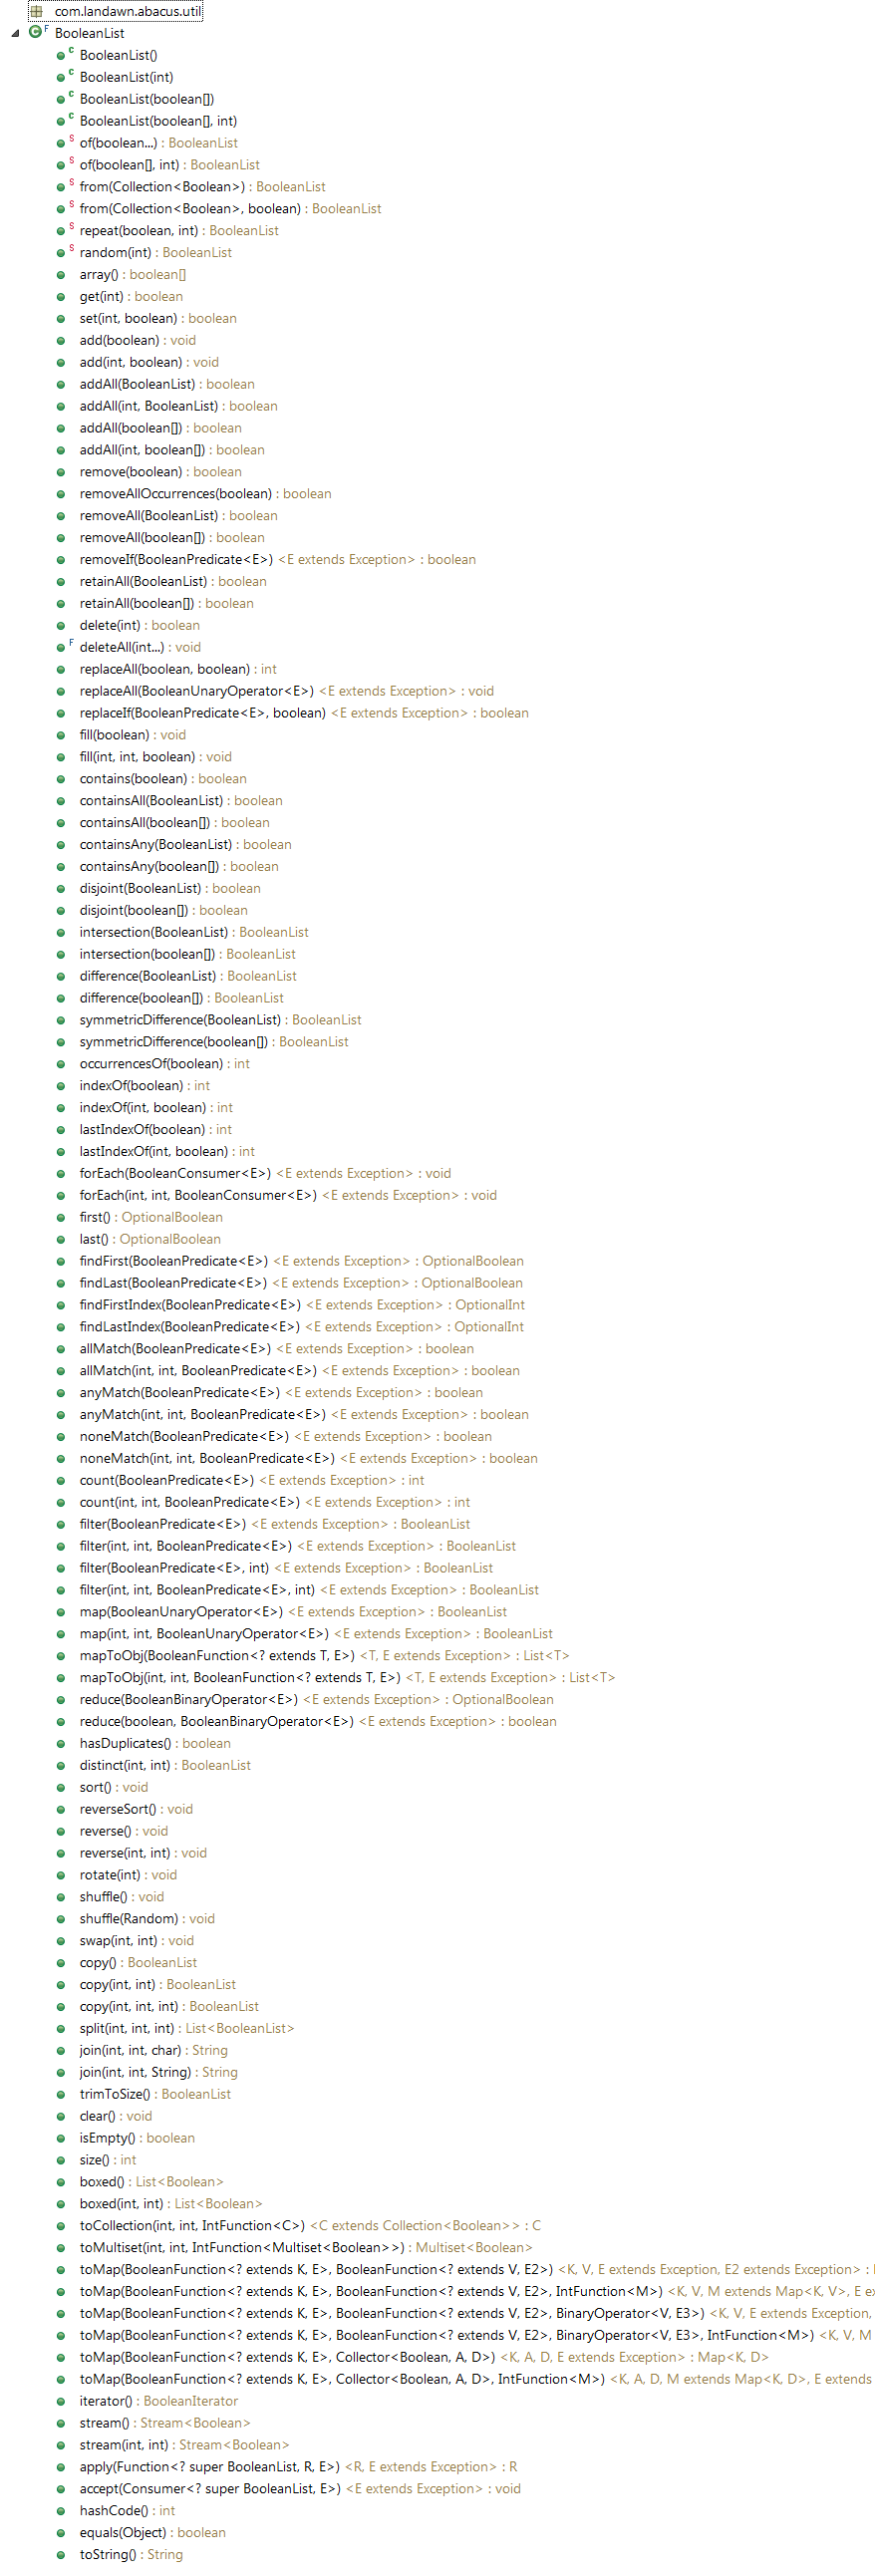 com.landawn.abacus.util
BooleanList
BooleanList()
BooleanList(int)
BooleanList(boolean[])
BooleanList(boolean[], int)
of(boolean...) : BooleanList
of(boolean[], int) : BooleanList
from(Collection<Boolean>) : BooleanList
from(Collection<Boolean>, boolean) : BooleanList
repeat(boolean, int) : BooleanList
random(int) : BooleanList
array() : boolean[]
get(int) : boolean
set(int, boolean) : boolean
add(boolean) : void
add(int, boolean) : void
addAll(BooleanList) : boolean
addAll(int, BooleanList) : boolean
addAll(boolean[]) : boolean
addAll(int, boolean[]) : boolean
remove(boolean) : boolean
removeAllOccurrences(boolean) : boolean
removeAll(BooleanList) : boolean
removeAll(boolean[]) : boolean
removeIf(BooleanPredicate<E>) <E extends Exception> : boolean
retainAll(BooleanList) : boolean
retainAll(boolean[]) : boolean
delete(int) : boolean
deleteAll(int...) : void
replaceAll(boolean, boolean) : int
replaceAll(BooleanUnaryOperator<E>) <E extends Exception> : void
replaceIf(BooleanPredicate<E>, boolean) <E extends Exception> : boolean
fill(boolean) : void
fill(int, int, boolean) : void
contains(boolean) : boolean
containsAll(BooleanList) : boolean
containsAll(boolean[]) : boolean
containsAny(BooleanList) : boolean
containsAny(boolean[]) : boolean
disjoint(BooleanList) : boolean
disjoint(boolean[]) : boolean
intersection(BooleanList) : BooleanList
intersection(boolean[]) : BooleanList
difference(BooleanList) : BooleanList
difference(boolean[]) : BooleanList
symmetricDifference(BooleanList) : BooleanList
symmetricDifference(boolean[]) : BooleanList
occurrencesOf(boolean) : int
indexOf(boolean) : int
indexOf(int, boolean) : int
lastIndexOf(boolean) : int
lastIndexOf(int, boolean) : int
forEach(BooleanConsumer<E>) <E extends Exception> : void
forEach(int, int, BooleanConsumer<E>) <E extends Exception> : void
first() : OptionalBoolean
last() : OptionalBoolean
findFirst(BooleanPredicate<E>) <E extends Exception> : OptionalBoolean
findLast(BooleanPredicate<E>) <E extends Exception> : OptionalBoolean
findFirstIndex(BooleanPredicate<E>) <E extends Exception> : OptionalInt
findLastIndex(BooleanPredicate<E>) <E extends Exception> : OptionalInt
allMatch(BooleanPredicate<E>) <E extends Exception> : boolean
allMatch(int, int, BooleanPredicate<E>) <E extends Exception> : boolean
anyMatch(BooleanPredicate<E>) <E extends Exception> : boolean
anyMatch(int, int, BooleanPredicate<E>) <E extends Exception> : boolean
noneMatch(BooleanPredicate<E>) <E extends Exception> : boolean
noneMatch(int, int, BooleanPredicate<E>) <E extends Exception> : boolean
count(BooleanPredicate<E>) <E extends Exception> : int
count(int, int, BooleanPredicate<E>) <E extends Exception> : int
filter(BooleanPredicate<E>) <E extends Exception> : BooleanList
filter(int, int, BooleanPredicate<E>) <E extends Exception> : BooleanList
filter(BooleanPredicate<E>, int) <E extends Exception> : BooleanList
filter(int, int, BooleanPredicate<E>, int) <E extends Exception> : BooleanList
map(BooleanUnaryOperator<E>) <E extends Exception> : BooleanList
map(int, int, BooleanUnaryOperator<E>) <E extends Exception> : BooleanList
mapToObj(BooleanFunction<? extends T, E>) <T, E extends Exception> : List<T>
mapToObj(int, int, BooleanFunction<? extends T, E>) <T, E extends Exception> : List<T>
reduce(BooleanBinaryOperator<E>) <E extends Exception> : OptionalBoolean
reduce(boolean, BooleanBinaryOperator<E>) <E extends Exception> : boolean
hasDuplicates() : boolean
distinct(int, int) : BooleanList
sort() : void
reverseSort() : void
reverse() : void
reverse(int, int) : void
rotate(int) : void
shuffle() : void
shuffle(Random) : void
swap(int, int) : void
copy() : BooleanList
copy(int, int) : BooleanList
copy(int, int, int) : BooleanList
split(int, int, int) : List<BooleanList>
join(int, int, char) : String
join(int, int, String) : String
trimToSize() : BooleanList
clear() : void
isEmpty() : boolean
size() : int
boxed() : List<Boolean>
boxed(int, int) : List<Boolean>
toCollection(int, int, IntFunction<C>) <C extends Collection<Boolean>> : C
toMultiset(int, int, IntFunction<Multiset<Boolean>>) : Multiset<Boolean>
toMap(BooleanFunction<? extends K, E>, BooleanFunction<? extends V, E2>) <K, V, E extends Exception, E2 extends Exception> :
toMap(BooleanFunction<? extends K, E>, BooleanFunction<? extends V, E2>, IntFunction<M>) <K, V, M extends Map<K, V>, E ex
toMap(BooleanFunction<? extends K, E>, BooleanFunction<? extends V, E2>, BinaryOperator<V, E3>) <K, V, E extends Exception,
toMap(BooleanFunction<? extends K, E>, BooleanFunction<? extends V, E2>, BinaryOperator<V, E3>, IntFunction<M>) <K, V, M
toMap(BooleanFunction<? extends K, E>, Collector<Boolean, A, D>) <K, A, D, E extends Exception> : Map<K, D>
toMap(BooleanFunction<? extends K, E>, Collector<Boolean, A, D>, IntFunction<M>) <K, A, D, M extends Map<K, D>, E extends
iterator() : BooleanIterator
stream() : Stream<Boolean>
stream(int, int) : Stream<Boolean>
apply(Function<? super BooleanList, R, E>) <R, E extends Exception> : R
accept(Consumer<? super BooleanList, E>) <E extends Exception> : void
hashCode() : int
equals(Object) : boolean
toString() : String